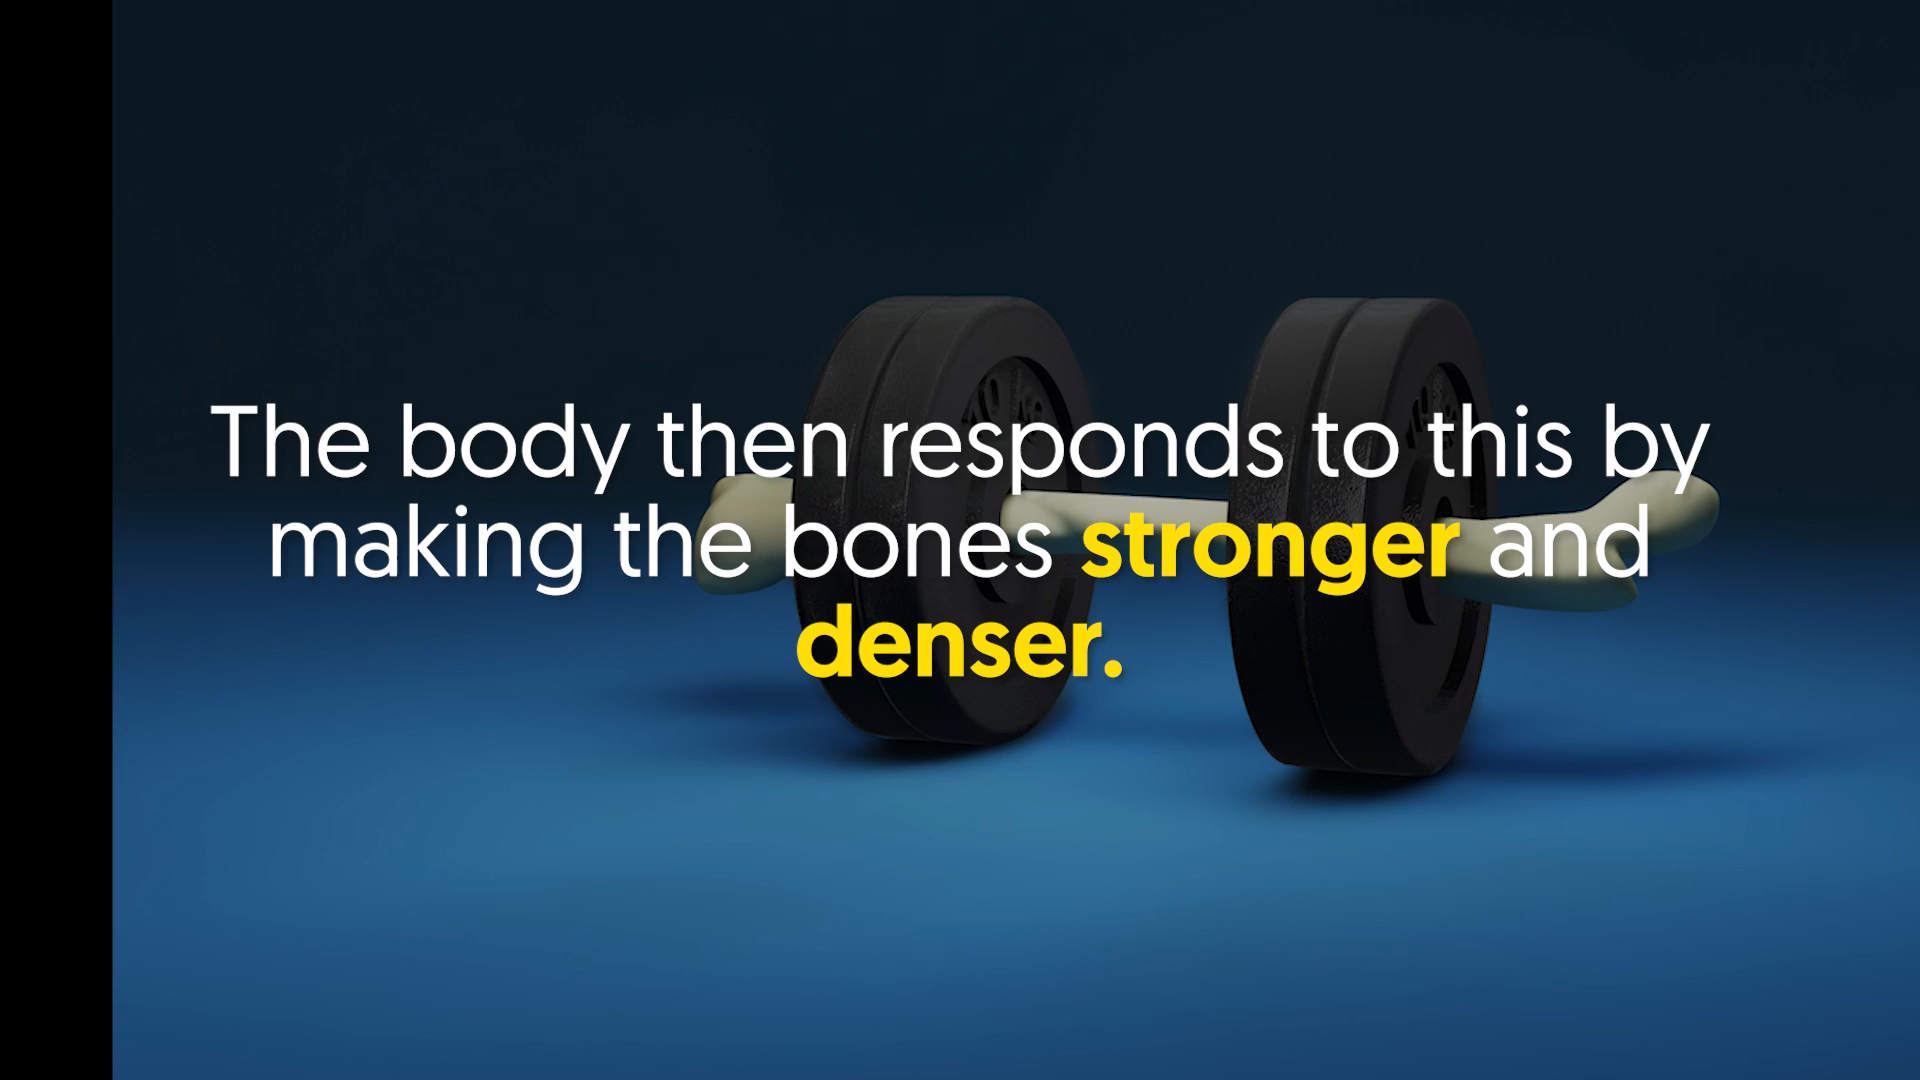 The body then responds to this by
making the bones stronger and
denser.